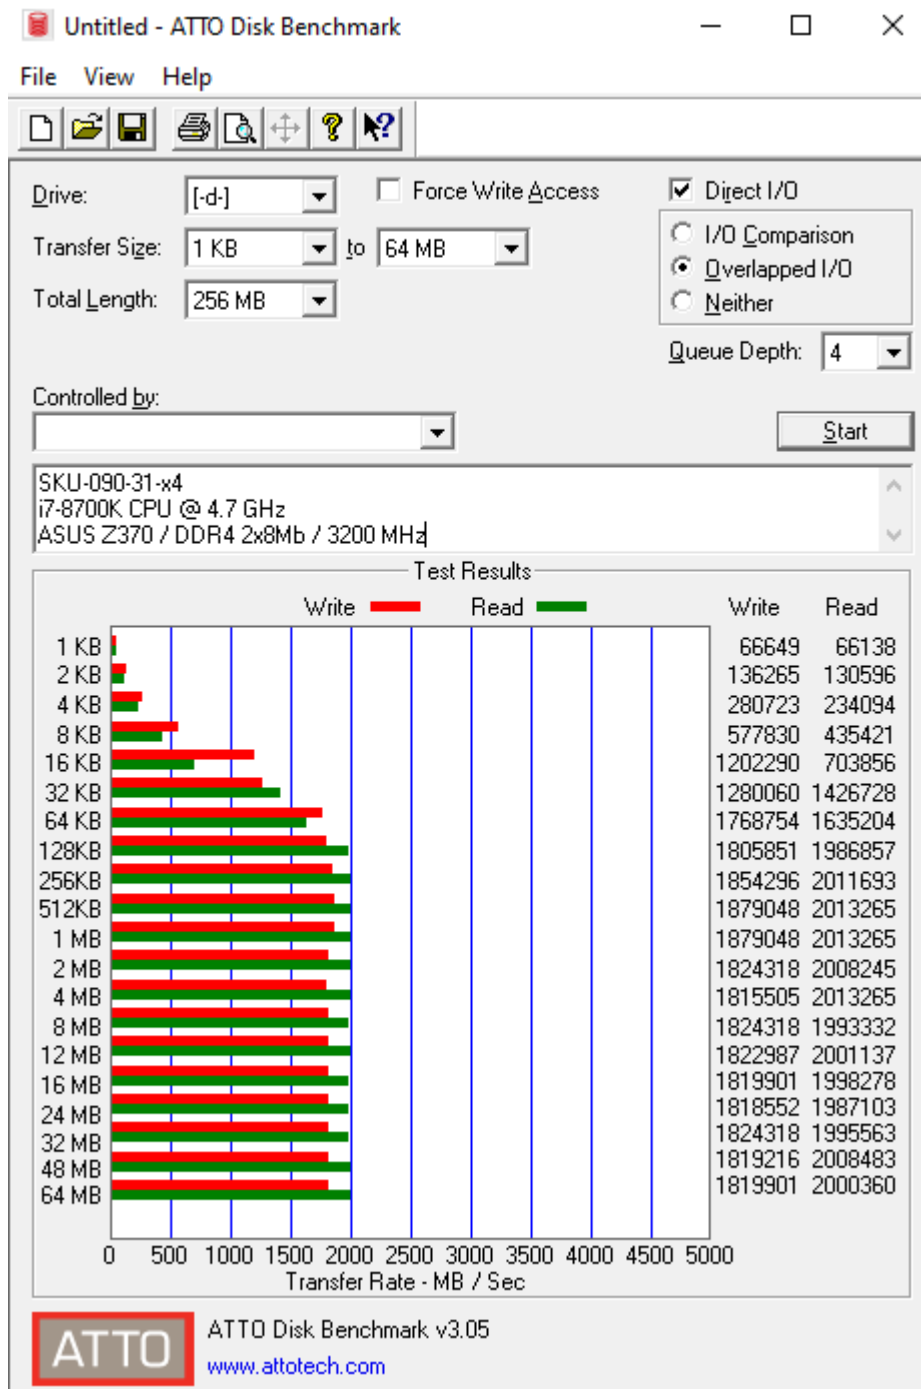 Untitled - ATTO Disk Benchmark
File View Help
Drive: [-d-] Force Write Access Direct I/O
Transfer Size: 1 KB to 64 MB I/O Comparison
Overlapped I/O
Total Length: 256 MB Neither
Queue Depth: 4
Controlled by:
Start
SKU-090-31-x4
i7-8700K CPU @ 4.7 GHz
ASUS Z370 / DDR4 2x8Mb / 3200 MHz
Test Results
Write Read Write Read
1 KB 66649 66138
2 KB 136265 130596
4 KB 280723 234094
8 KB 577830 435421
16 KB 1202290 703856
32 KB 1280060 1426728
64 KB 1768754 1635204
128KB 1805851 1986857
256KB 1854296 2011693
512KB 1879048 2013265
1 MB 1879048 2013265
2 MB 1824318 2008245
4 MB 1815505 2013265
8 MB 1824318 1993332
12 MB 1822987 2001137
16 MB 1819901 1998278
24 MB 1818552 1987103
32 MB 1824318 1995563
48 MB 1819216 2008483
64 MB 1819901 2000360
0 500 1000 1500 2000 2500 3000 3500 4000 4500 5000
Transfer Rate - MB / Sec
ATTO
ATTO Disk Benchmark v3.05
www.attotech.com